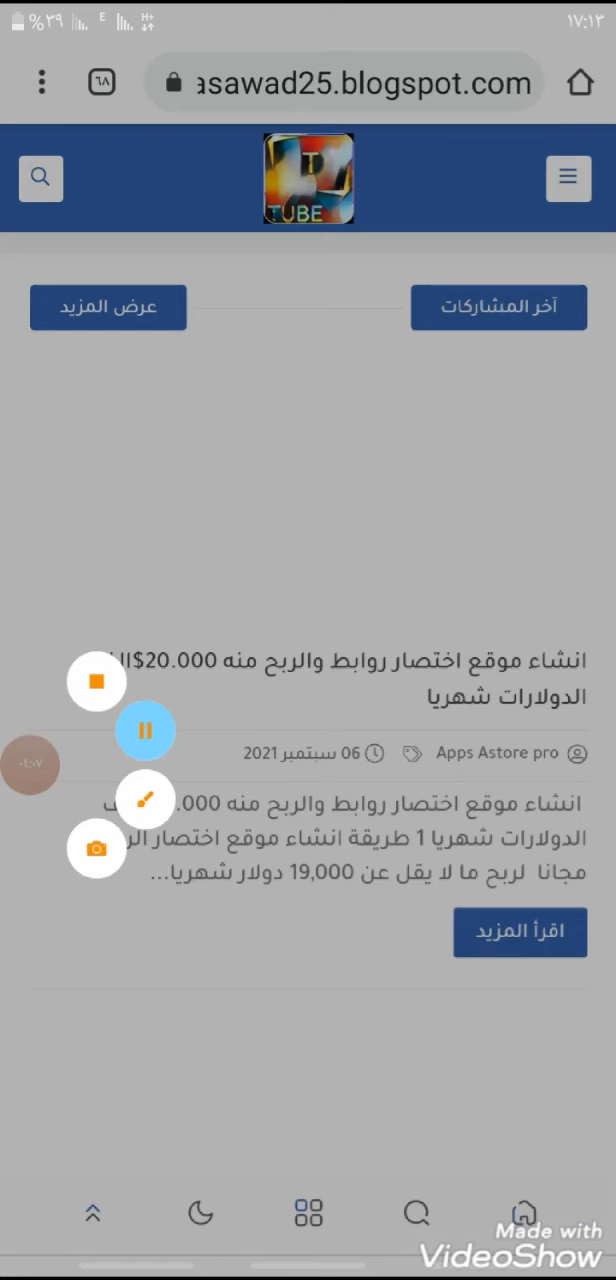 %٣٩ E H+ ١٧:١٣
٦٨ asawad25.blogspot.com
T
TUBE
آخر المشاركات
عرض المزيد
انشاء موقع اختصار روابط والربح منه 20.000$
الدولارات شهريا
Apps Astore pro 06 سبتمبر 2021
انشاء موقع اختصار روابط والربح منه .000
الدولارات شهريا 1 طريقة انشاء موقع اختصار
مجانا لربح ما لا يقل عن 19,000 دولار شهريا...
اقرأ المزيد
٠٤:٠٧
Made with
VideoShow